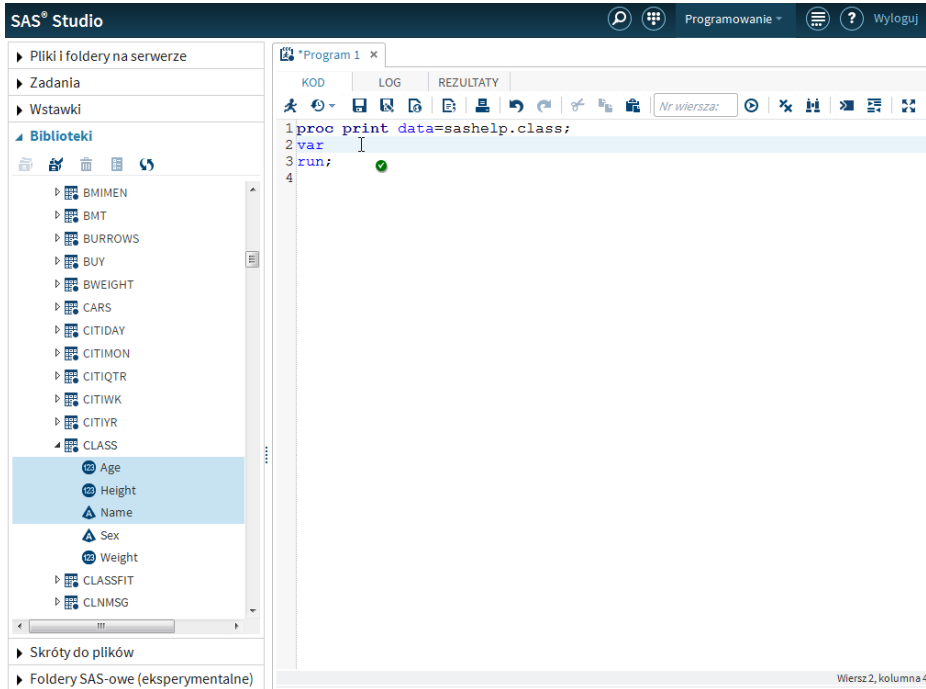 SAS® Studio
Programowanie
Wyloguj
Pliki i foldery na serwerze
Zadania
Wstawki
Biblioteki
BMIMEN
BMT
BURROWS
BUY
BWEIGHT
CARS
CITIDAY
CITIMON
CITIQTR
CITIWK
CITIYR
CLASS
123 Age
123 Height
A Name
A Sex
123 Weight
CLASSFIT
CLNMSG
Skróty do plików
Foldery SAS-owe (eksperymentalne)
*Program 1
KOD LOG REZULTATY
Nr wiersza:
1 proc print data=sashelp.class;
2 var
3 run;
4
Wiersz 2, kolumna 4